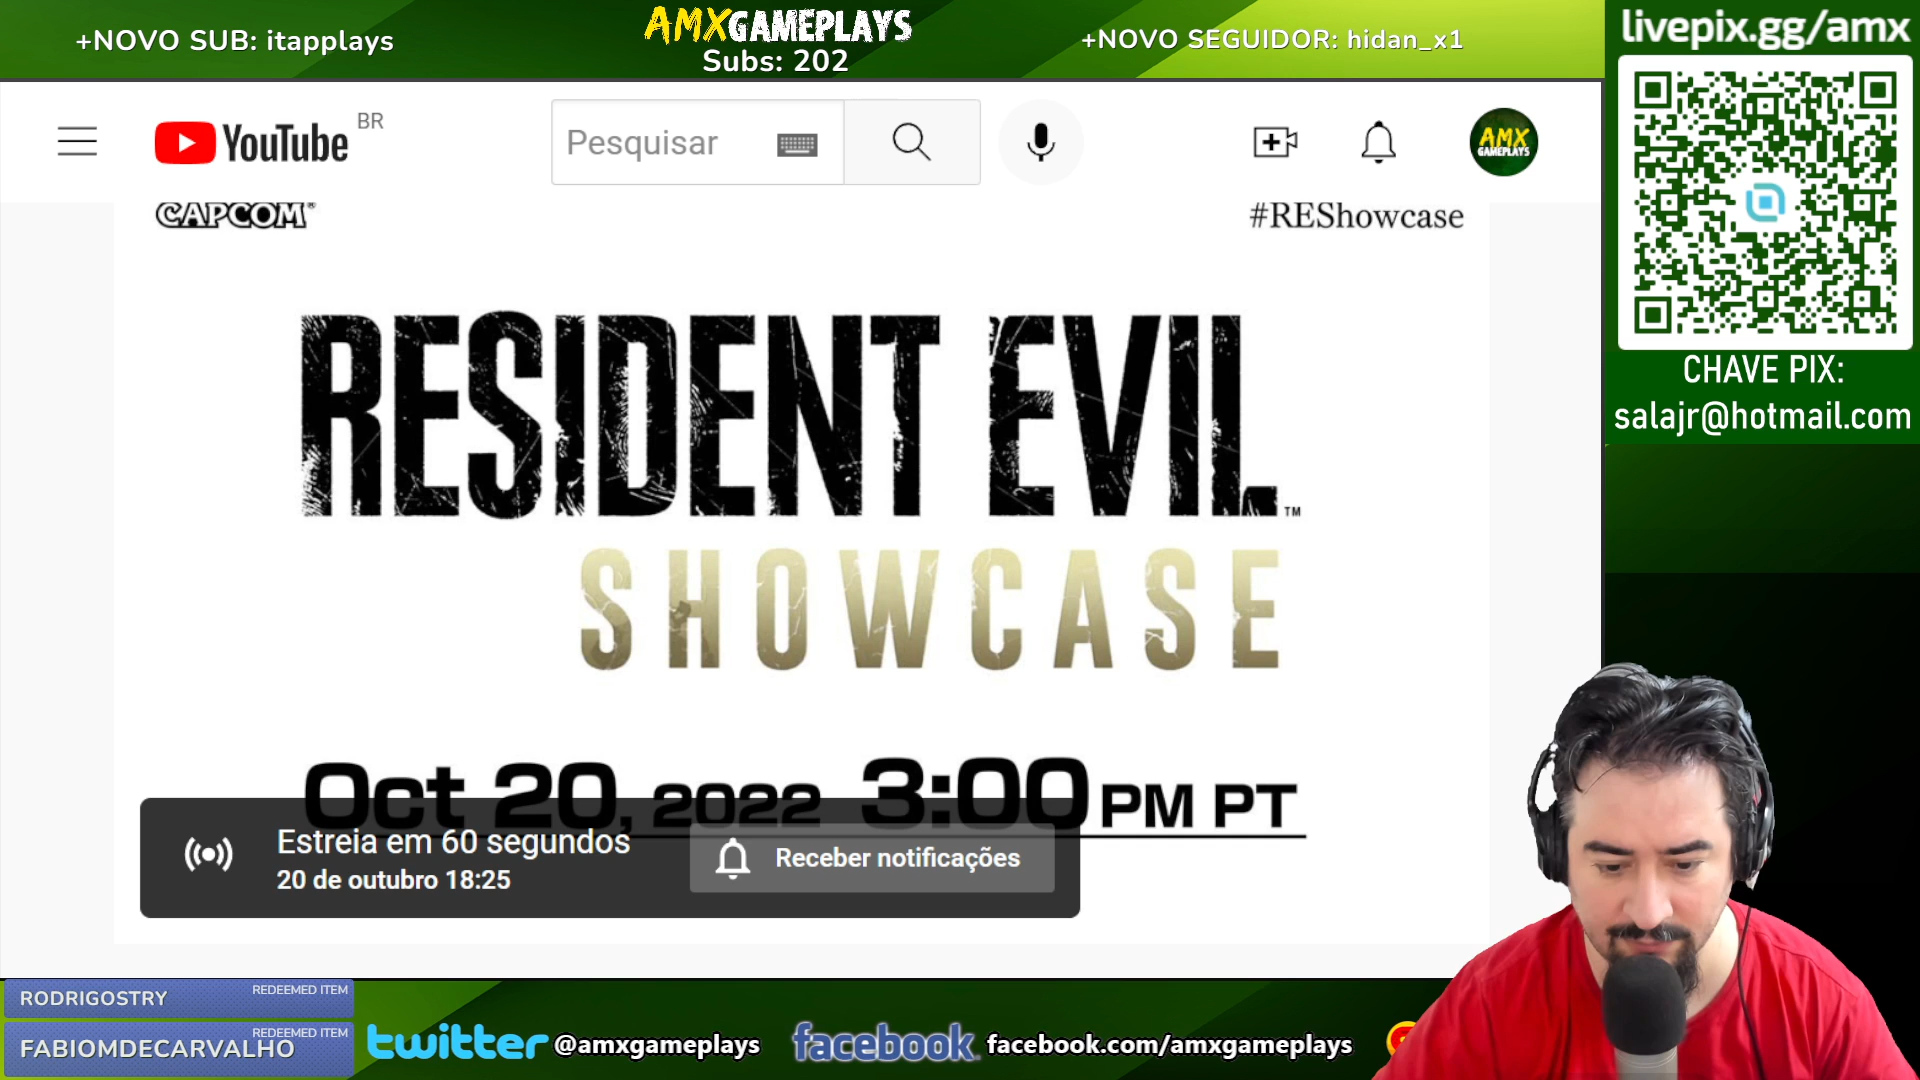 +NOVO SUB: itapplays
AMXGAMEPLAYS
Subs: 202
+NOVO SEGUIDOR: hidan_x1
livepix.gg/amx
YouTube BR
Pesquisar
AMX
GAMEPLAYS
CAPCOM
#REShowcase
RESIDENT EVIL™
SHOWCASE
Oct 20, 2022 3:00 PM PT
Estreia em 60 segundos
20 de outubro 18:25
Receber notificações
CHAVE PIX:
salajr@hotmail.com
RODRIGOSTRY
REDEEMED ITEM
FABIOMDECARVALHO
REDEEMED ITEM
twitter @amxgameplays
facebook facebook.com/amxgameplays